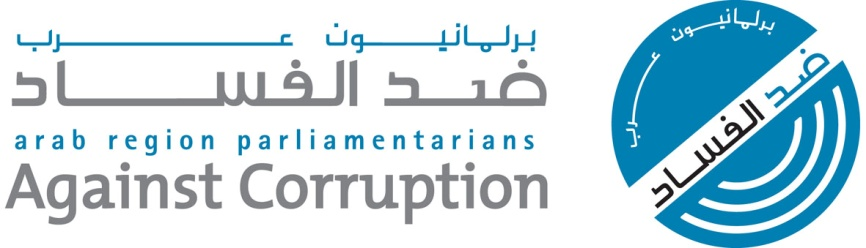 برلمانيون عرب
ضد الفساد
arab region parliamentarians
Against Corruption
برلمانيون عرب
ضد الفساد